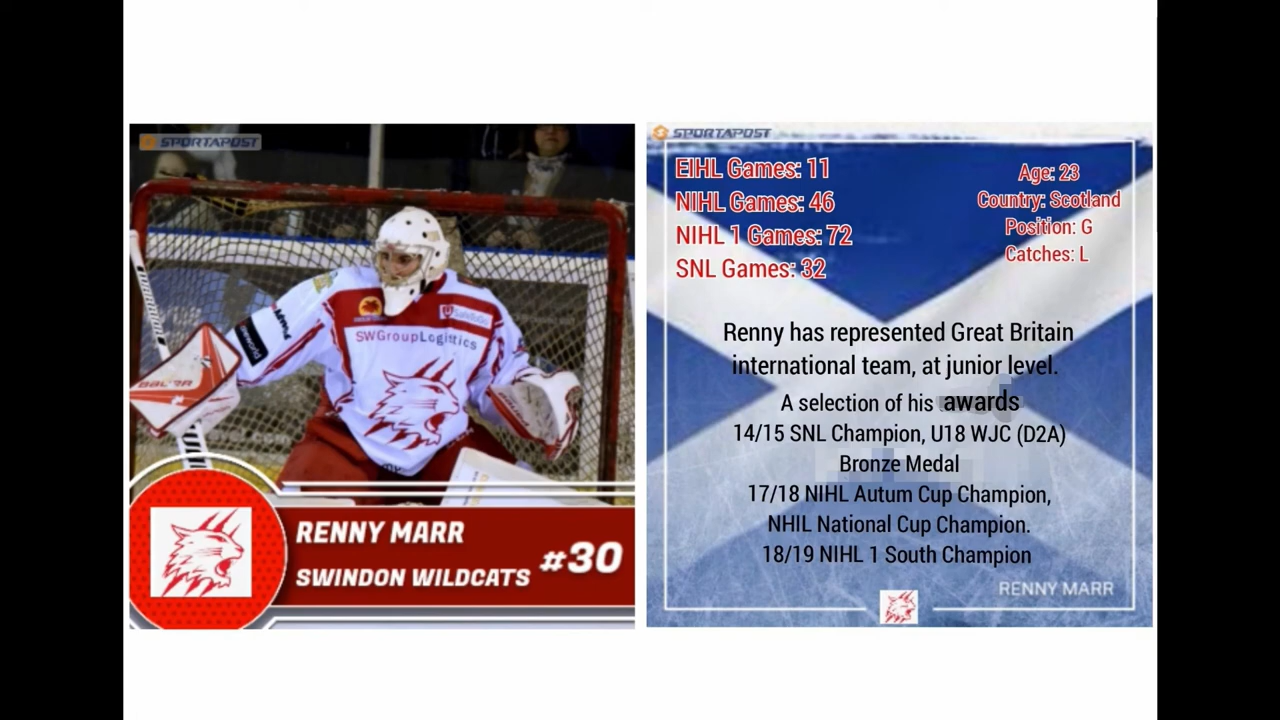 SPORTAPOST
SWGroupLogistics
BAUER
RENNY MARR
SWINDON WILDCATS
#30
SPORTAPOST
EIHL Games: 11
NIHL Games: 46
NIHL 1 Games: 72
SNL Games: 32
Age: 23
Country: Scotland
Position: G
Catches: L
Renny has represented Great Britain
international team, at junior level.
A selection of his awards
14/15 SNL Champion, U18 WJC (D2A)
Bronze Medal
17/18 NIHL Autum Cup Champion,
NHIL National Cup Champion.
18/19 NIHL 1 South Champion
RENNY MARR